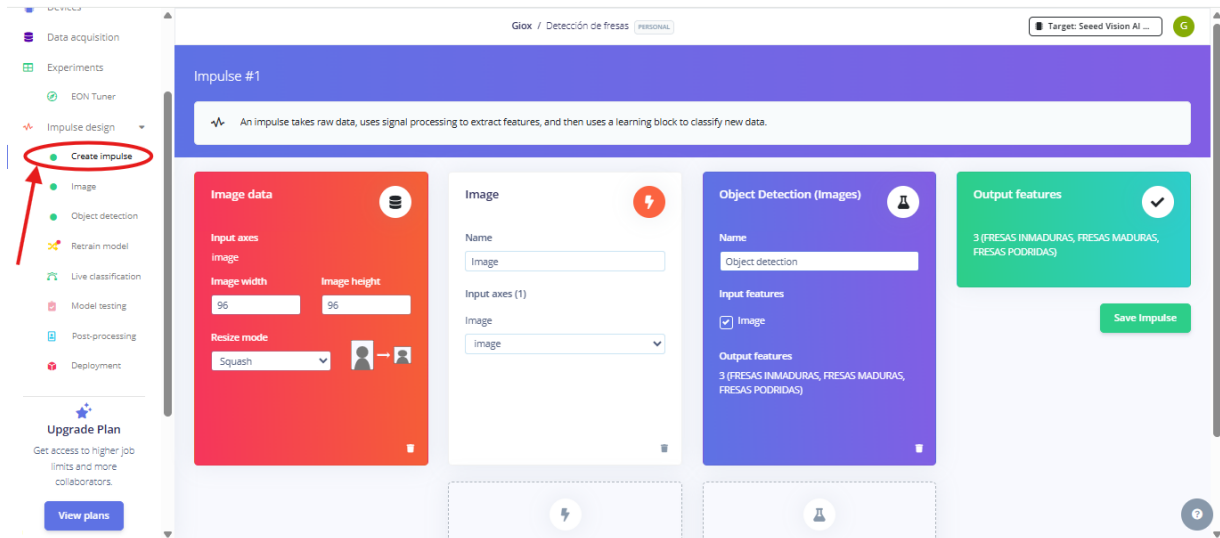 Devices
Data acquisition
Experiments
EON Tuner
Impulse design
Create impulse
Image
Object detection
Retrain model
Live classification
Model testing
Post-processing
Deployment
Upgrade Plan
Get access to higher job
limits and more
collaborators.
View plans
Giox / Detección de fresas PERSONAL
Target: Seeed Vision AI ...
G
Impulse #1
An impulse takes raw data, uses signal processing to extract features, and then uses a learning block to classify new data.
Image data
Input axes
image
Image width Image height
96 96
Resize mode
Squash
Image
Name
Image
Input axes (1)
Image
image
Object Detection (Images)
Name
Object detection
Input features
Image
Output features
3 (FRESAS INMADURAS, FRESAS MADURAS,
FRESAS PODRIDAS)
Output features
3 (FRESAS INMADURAS, FRESAS MADURAS,
FRESAS PODRIDAS)
Save Impulse
?